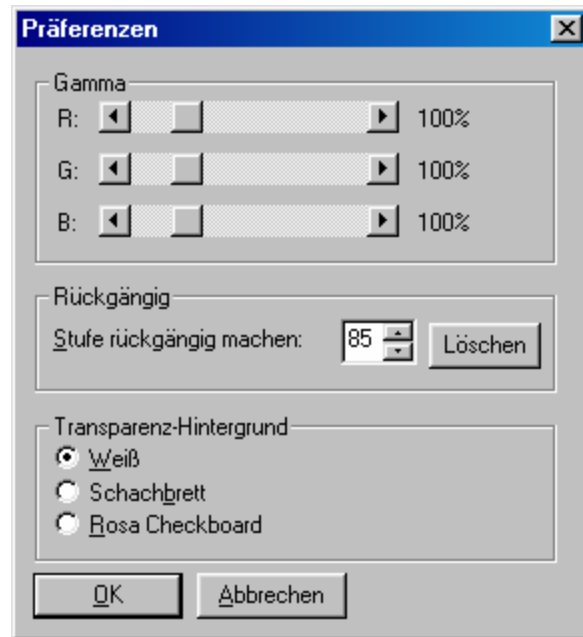 Präferenzen
Gamma
R: 100%
G: 100%
B: 100%
Rückgängig
Stufe rückgängig machen: 85 Löschen
Transparenz-Hintergrund
Weiß
Schachbrett
Rosa Checkboard
OK Abbrechen